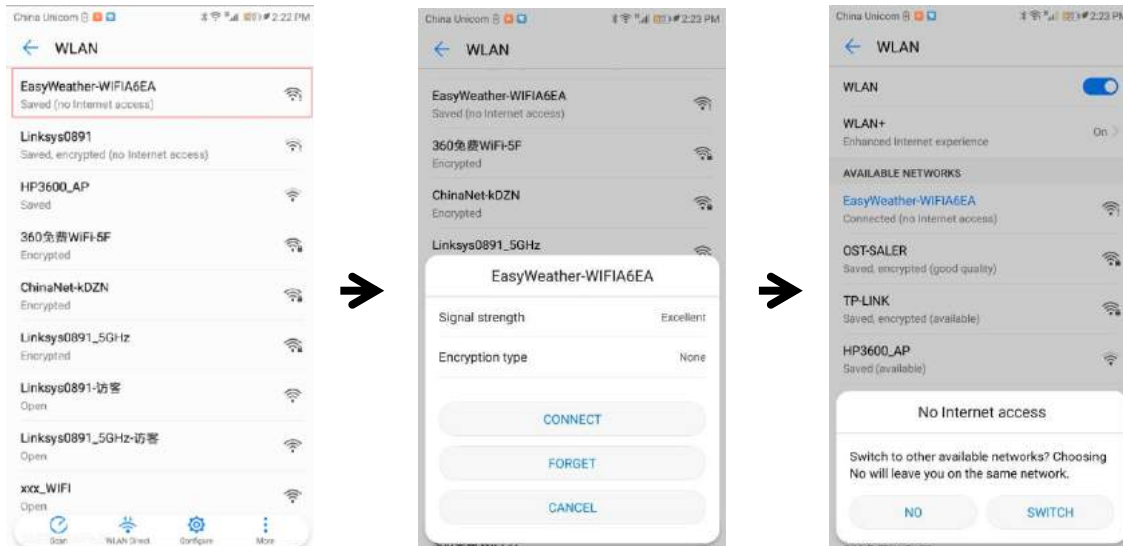 China Unicom
2:22 PM
WLAN
EasyWeather-WIFIA6EA
Saved (no Internet access)
Linksys0891
Saved, encrypted (no Internet access)
HP3600_AP
Saved
360免费WiFi-5F
Encrypted
ChinaNet-kDZN
Encrypted
Linksys0891_5GHz
Encrypted
Linksys0891-访客
Open
Linksys0891_5GHz-访客
Open
xxx_WIFI
Open
Scan
WLAN Direct
Configure
More
China Unicom
2:23 PM
WLAN
EasyWeather-WIFIA6EA
Saved (no Internet access)
360免费WiFi-5F
Encrypted
ChinaNet-kDZN
Encrypted
Linksys0891_5GHz
EasyWeather-WIFIA6EA
Signal strength Excellent
Encryption type None
CONNECT
FORGET
CANCEL
China Unicom
2:23 PM
WLAN
WLAN
WLAN+
On
Enhanced Internet experience
AVAILABLE NETWORKS
EasyWeather-WIFIA6EA
Connected (no Internet access)
OST-SALER
Saved, encrypted (good quality)
TP-LINK
Saved, encrypted (available)
HP3600_AP
Saved (available)
No Internet access
Switch to other available networks? Choosing
No will leave you on the same network.
NO
SWITCH